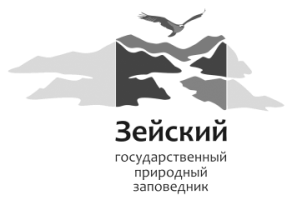 Зейский
государственный
природный
заповедник